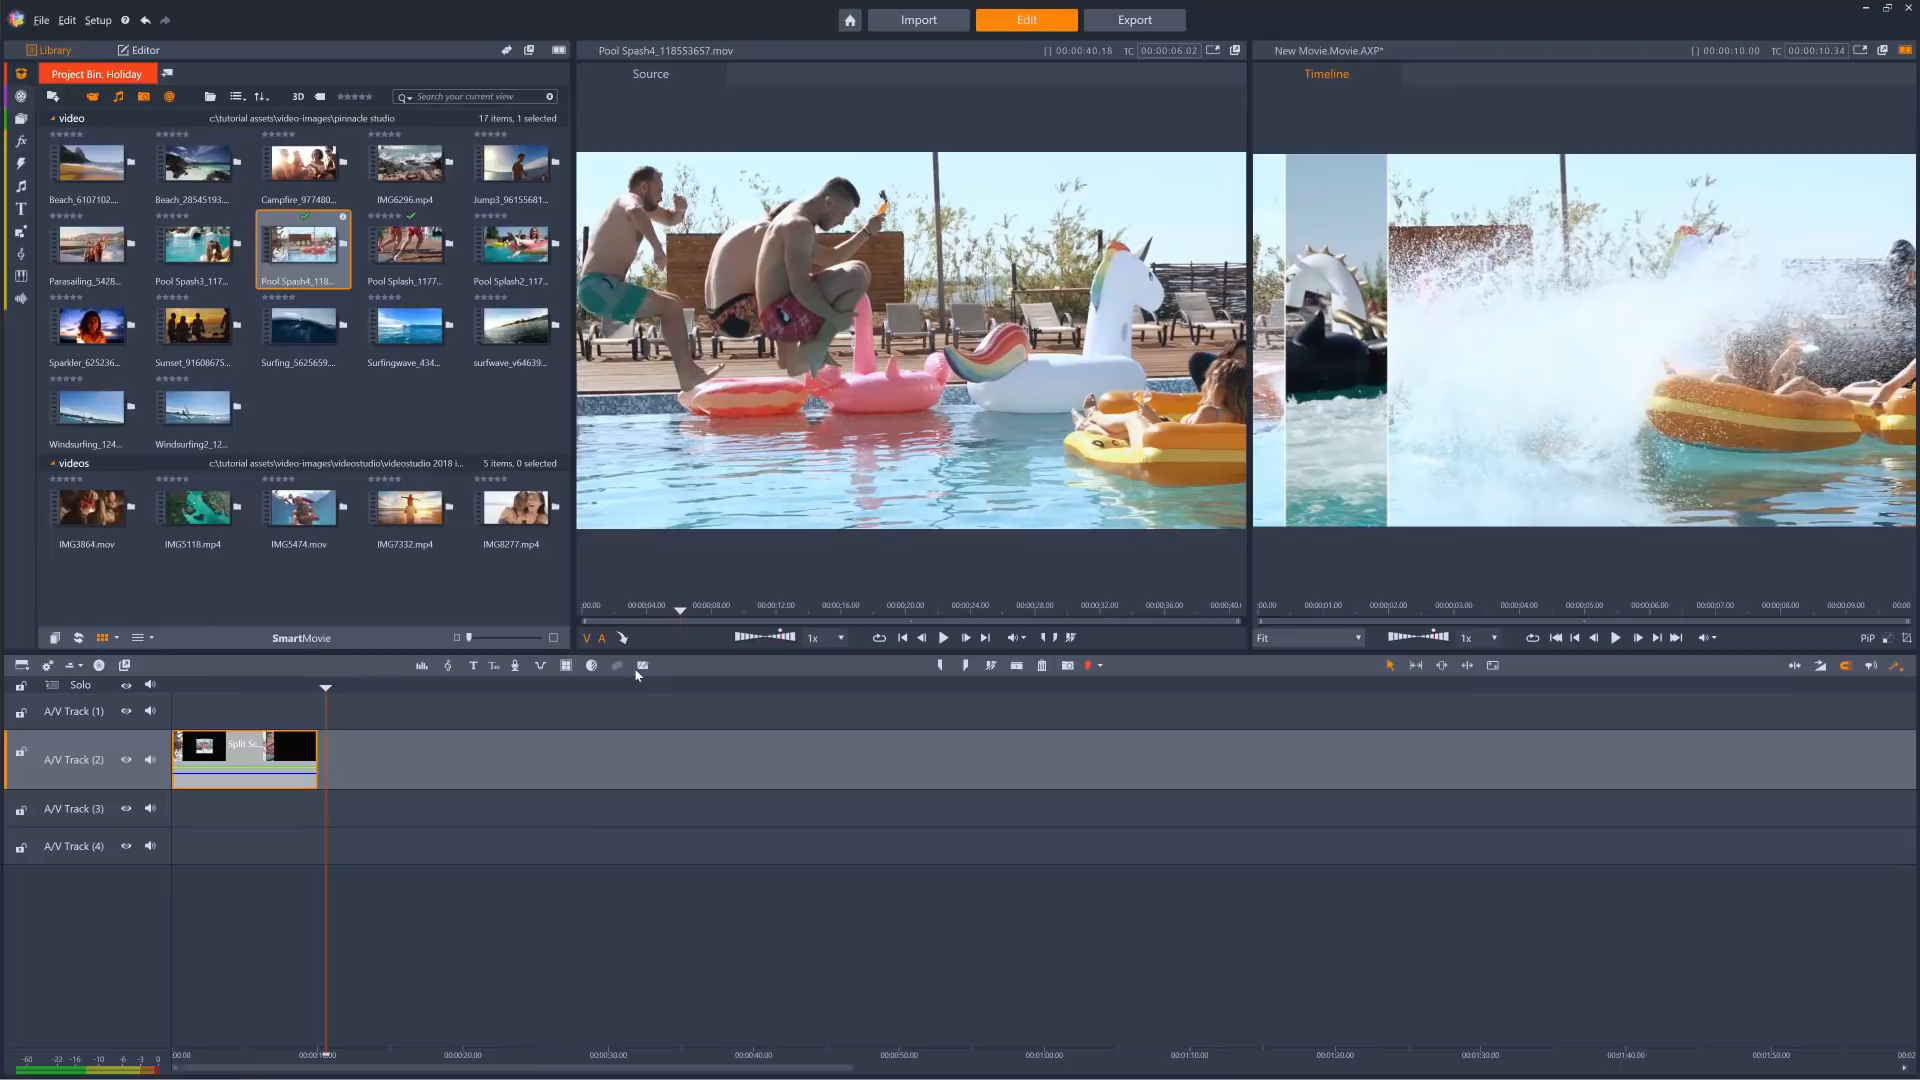 File Edit Setup
Import Edit Export
Library Editor
Pool Spash4_118553657.mov
[] 00:00:40.18 TC 00:00:06.02
New Movie.Movie.AXP*
[] 00:00:10.00 TC 00:00:10.34
Project Bin: Holiday
Source
Timeline
3D
Search your current view
video c:\tutorial assets\video-images\pinnacle studio 17 items, 1 selected
Beach_6107102.... Beach_28545193.... Campfire_977480... IMG6296.mp4 Jump3_96155681...
Parasailing_5428... Pool Spash3_117... Pool Spash4_118... Pool Splash_1177... Pool Splash2_117...
Sparkler_625236... Sunset_91608675... Surfing_5625659.... Surfingwave_434... surfwave_v64639...
Windsurfing_124... Windsurfing2_12...
videos c:\tutorial assets\video-images\videostudio\videostudio 2018 i... 5 items, 0 selected
IMG3864.mov IMG5118.mp4 IMG5474.mov IMG7332.mp4 IMG8277.mp4
:00.00 00:00:04.00 00:00:08.00 00:00:12.00 00:00:16.00 00:00:20.00 00:00:24.00 00:00:28.00 00:00:32.00 00:00:36.00 00:00:40.
:00.00 00:00:01.00 00:00:02.00 00:00:03.00 00:00:04.00 00:00:05.00 00:00:06.00 00:00:07.00 00:00:08.00 00:00:09.00 00:00
SmartMovie
V A
1x
Fit
1x
PiP
Solo
A/V Track (1)
A/V Track (2)
Split Sc...
A/V Track (3)
A/V Track (4)
-60 -22 -16 -10 -6 -3 0
:00.00 00:00:20.00 00:00:30.00 00:00:40.00 00:00:50.00 00:01:00.00 00:01:10.00 00:01:20.00 00:01:30.00 00:01:40.00 00:01:50.00 00:02